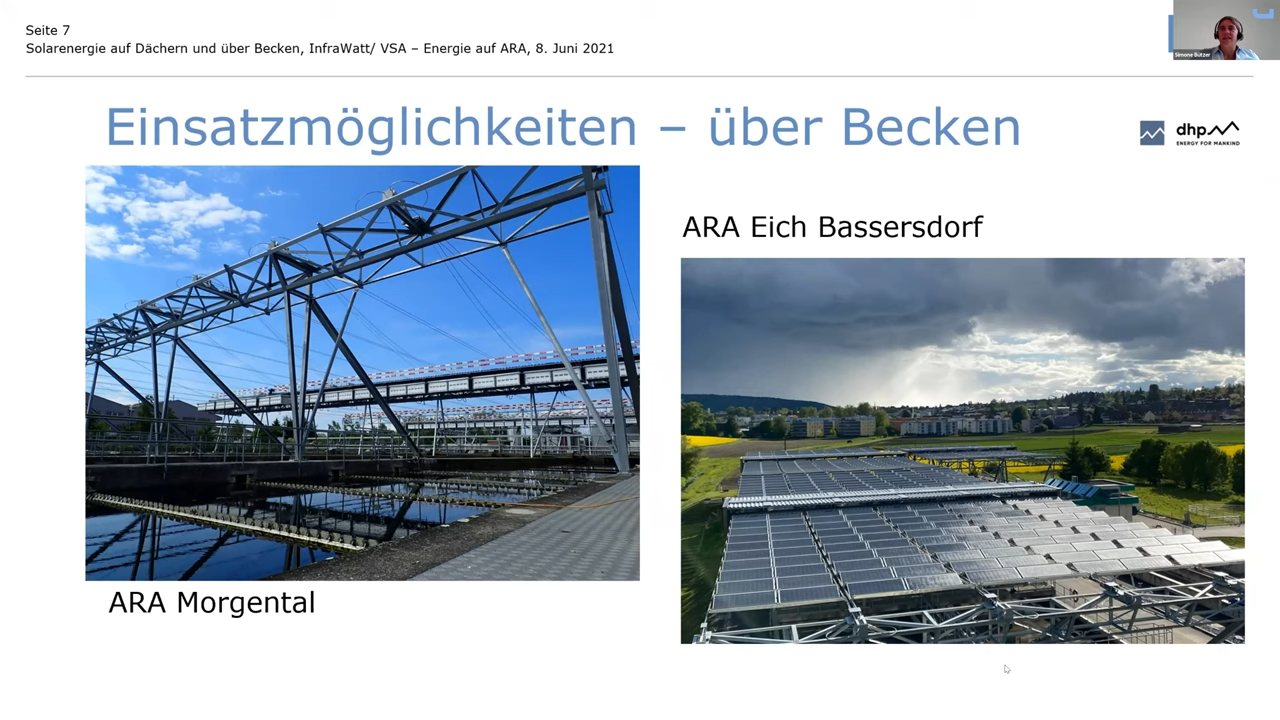 Seite 7
Solarenergie auf Dächern und über Becken, InfraWatt/ VSA – Energie auf ARA, 8. Juni 2021
Simone Bützer
Einsatzmöglichkeiten – über Becken
dhp
ENERGY FOR MANKIND
ARA Eich Bassersdorf
ARA Morgental